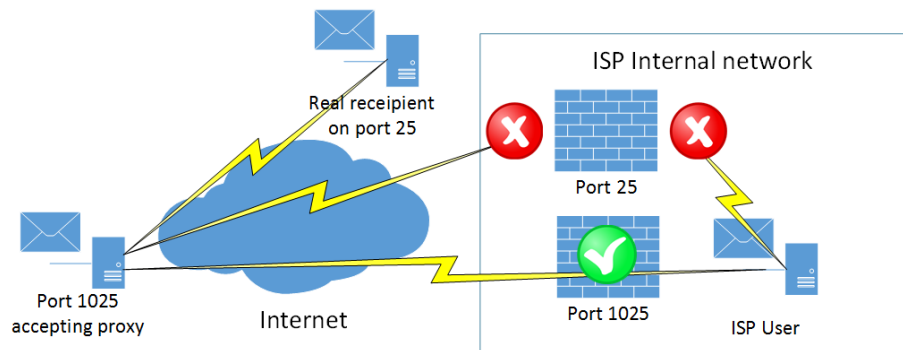 ISP Internal network
Real receipient
on port 25
Port 25
Port 1025
accepting proxy
Internet
Port 1025
ISP User